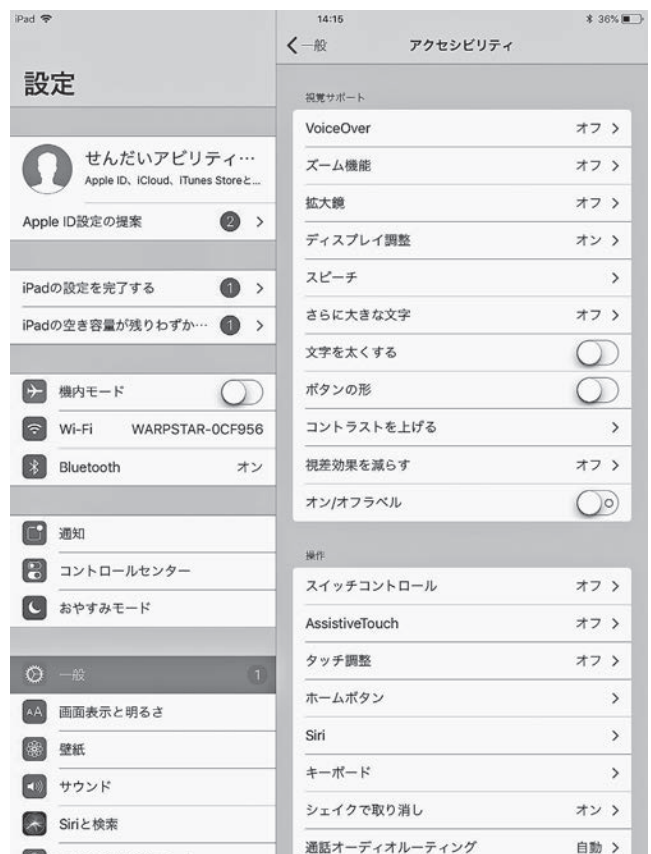 iPad
14:15
36%
設定
せんだいアビリティ…
Apple ID、iCloud、iTunes Storeと...
Apple ID設定の提案 2
iPadの設定を完了する 1
iPadの空き容量が残りわずか… 1
機内モード
Wi-Fi WARPSTAR-0CF956
Bluetooth オン
通知
コントロールセンター
おやすみモード
一般 1
AA 画面表示と明るさ
壁紙
サウンド
Siriと検索
一般
アクセシビリティ
視覚サポート
VoiceOver オフ
ズーム機能 オフ
拡大鏡 オフ
ディスプレイ調整 オン
スピーチ
さらに大きな文字 オフ
文字を太くする
ボタンの形
コントラストを上げる
視差効果を減らす オフ
オン/オフラベル
操作
スイッチコントロール オフ
AssistiveTouch オフ
タッチ調整 オフ
ホームボタン
Siri
キーボード
シェイクで取り消し オン
通話オーディオルーティング 自動